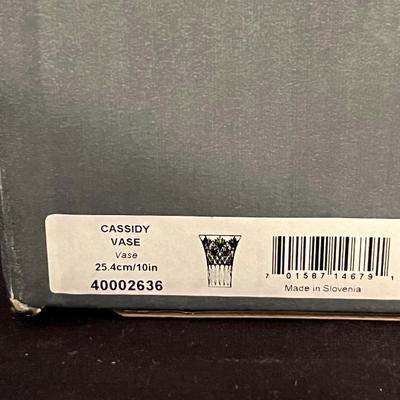 CASSIDY
VASE
Vase
25.4cm/10in
40002636
7 01587 14679 1
Made in Slovenia